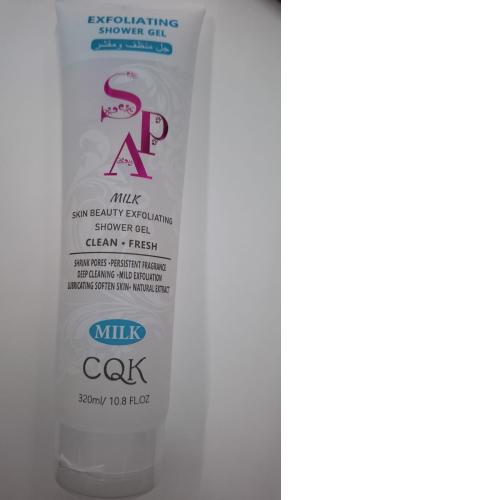 EXFOLIATING
SHOWER GEL
جل منظف ومقشر
SPA
MILK
SKIN BEAUTY EXFOLIATING
SHOWER GEL
CLEAN • FRESH
SHRINK PORES •PERSISTENT FRAGRANCE
DEEP CLEANING •MILD EXFOLIATION
LUBRICATING SOFTEN SKIN• NATURAL EXTRACT
MILK
CQK
320ml/ 10.8 FL.OZ